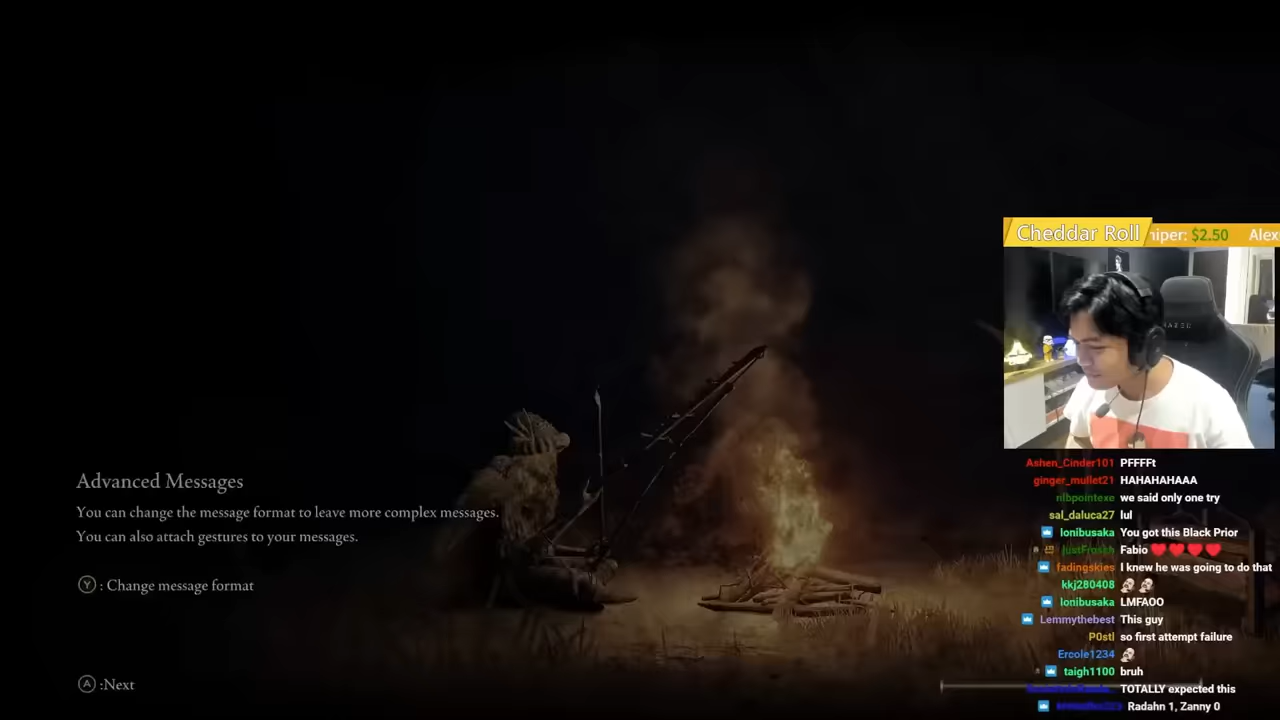 Cheddar Roll
niper: $2.50 Alex
RAZER
Advanced Messages
You can change the message format to leave more complex messages.
You can also attach gestures to your messages.
Y : Change message format
A :Next
Ashen_Cinder101 PFFFFt
ginger_mullet21 HAHAHAHAAA
nlbpointexe we said only one try
sal_daluca27 lul
lonibusaka You got this Black Prior
justFrosch Fabio ❤❤❤❤
fadingskies I knew he was going to do that
kkj280408
lonibusaka LMFAOO
Lemmythebest This guy
P0stl so first attempt failure
Ercole1234
taigh1100 bruh
TOTALLY expected this
Radahn 1, Zanny 0